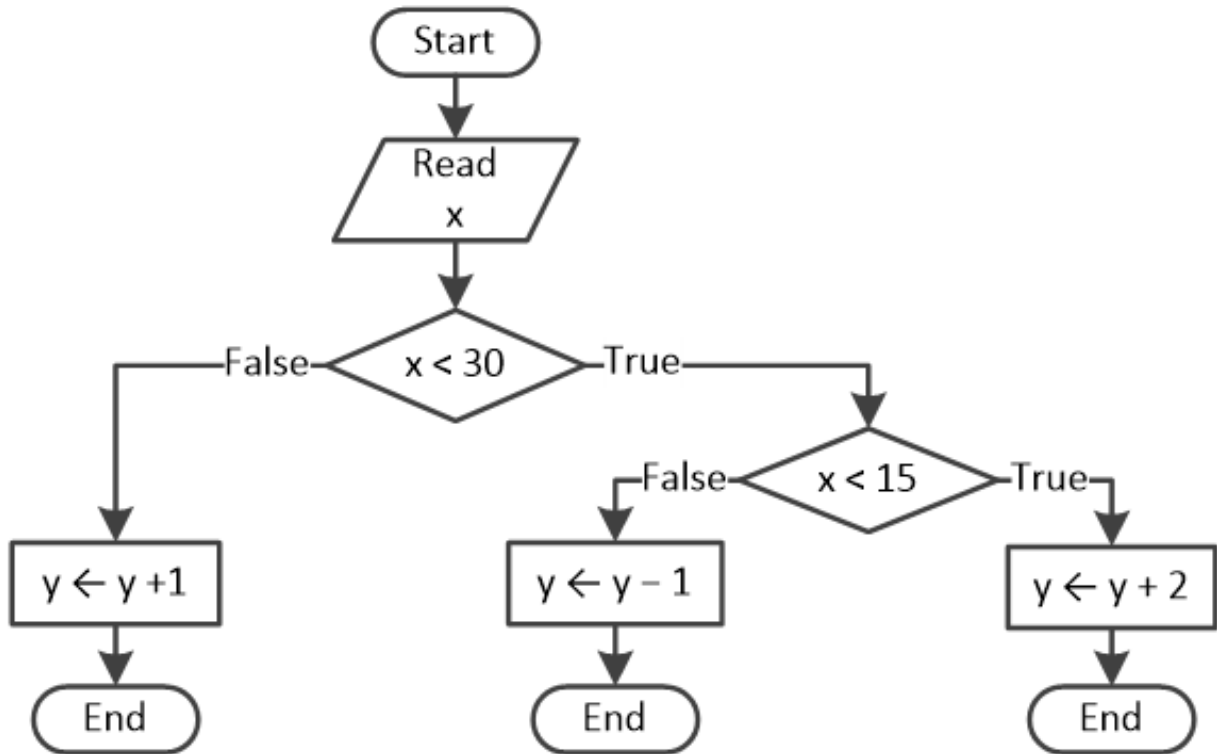 Start
Read
x
False
x < 30
True
False
x < 15
True
y ← y +1
y ← y – 1
y ← y + 2
End
End
End